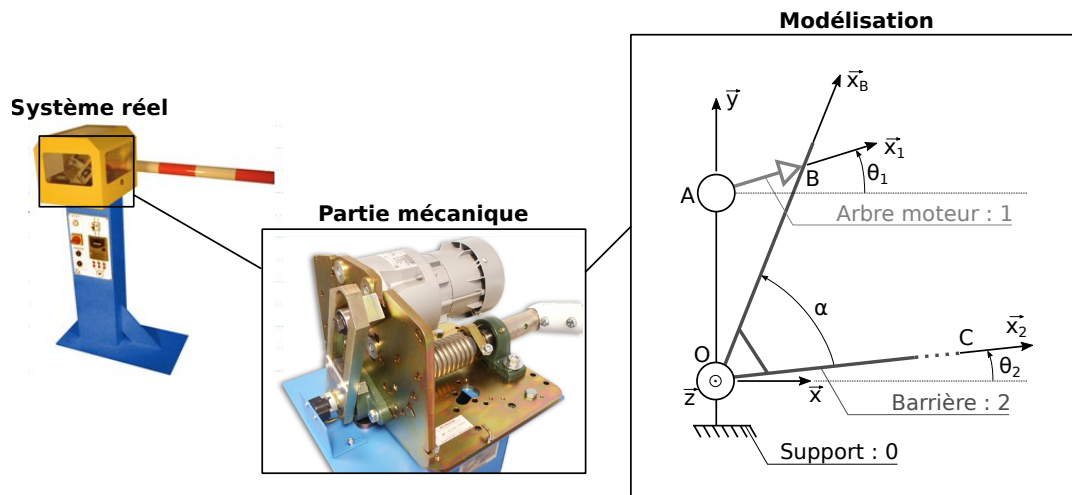 Modélisation
Système réel
Partie mécanique
y
x_B
x_1
A
B
θ_1
Arbre moteur : 1
α
O
C
x_2
θ_2
z
x
Barrière : 2
Support : 0